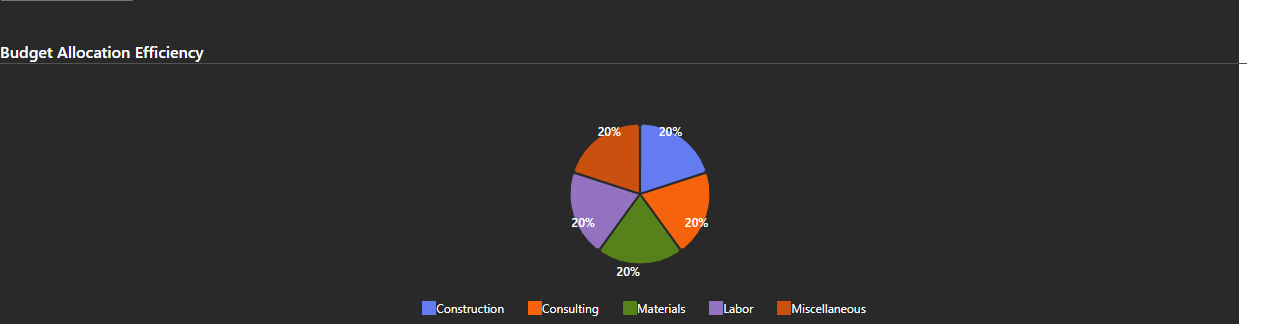 Budget Allocation Efficiency
20% 20%
20% 20%
20%
Construction Consulting Materials Labor Miscellaneous